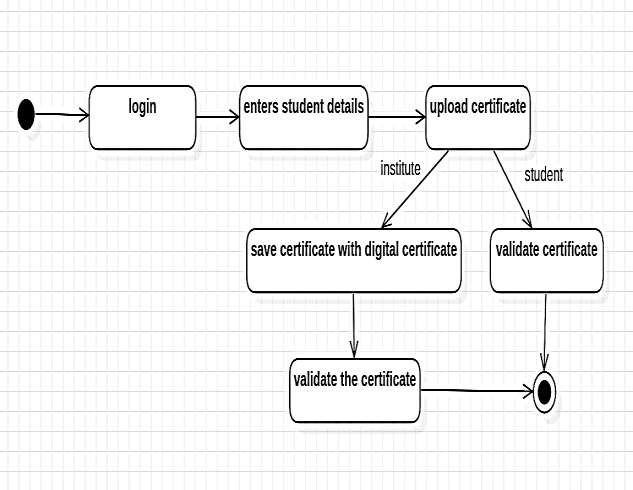 login
enters student details
upload certificate
institute
student
save certificate with digital certificate
validate certificate
validate the certificate